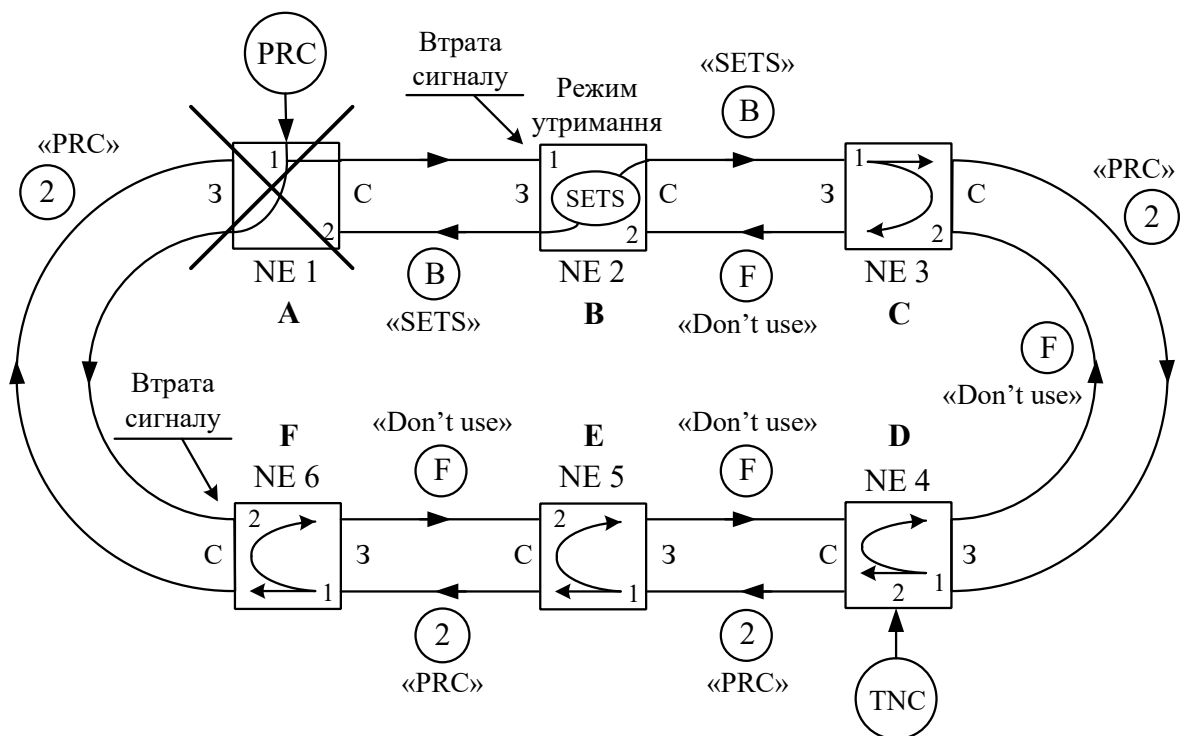 PRC
Втрата
сигналу
«SETS»
B
Режим
утримання
«PRC»
2
«PRC»
2
З
1
2
С
З
1
SETS
2
С
З
1
2
С
NE 1
A
B
«SETS»
NE 2
B
F
«Don’t use»
NE 3
C
F
«Don’t use»
Втрата
сигналу
F
NE 6
«Don’t use»
F
E
NE 5
«Don’t use»
F
D
NE 4
С
2
1
З
С
2
1
З
С
2
1
З
2
«PRC»
2
«PRC»
TNC